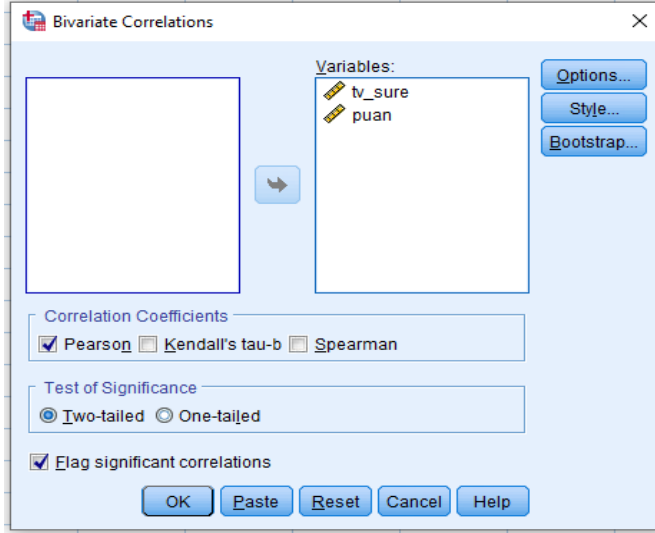 Bivariate Correlations
Variables:
tv_sure
puan
Options...
Style...
Bootstrap...
Correlation Coefficients
Pearson Kendall's tau-b Spearman
Test of Significance
Two-tailed One-tailed
Flag significant correlations
OK Paste Reset Cancel Help